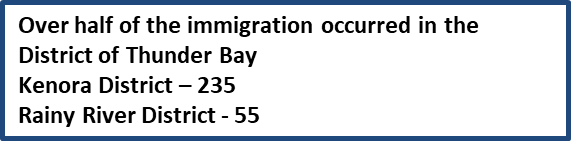 Over half of the immigration occurred in the
District of Thunder Bay
Kenora District – 235
Rainy River District - 55